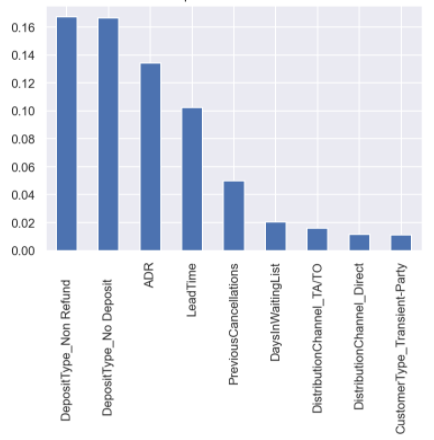 0.16
0.14
0.12
0.10
0.08
0.06
0.04
0.02
0.00
DepositType_Non Refund
DepositType_No Deposit
ADR
LeadTime
PreviousCancellations
DaysInWaitingList
DistributionChannel_TA/TO
DistributionChannel_Direct
CustomerType_Transient-Party